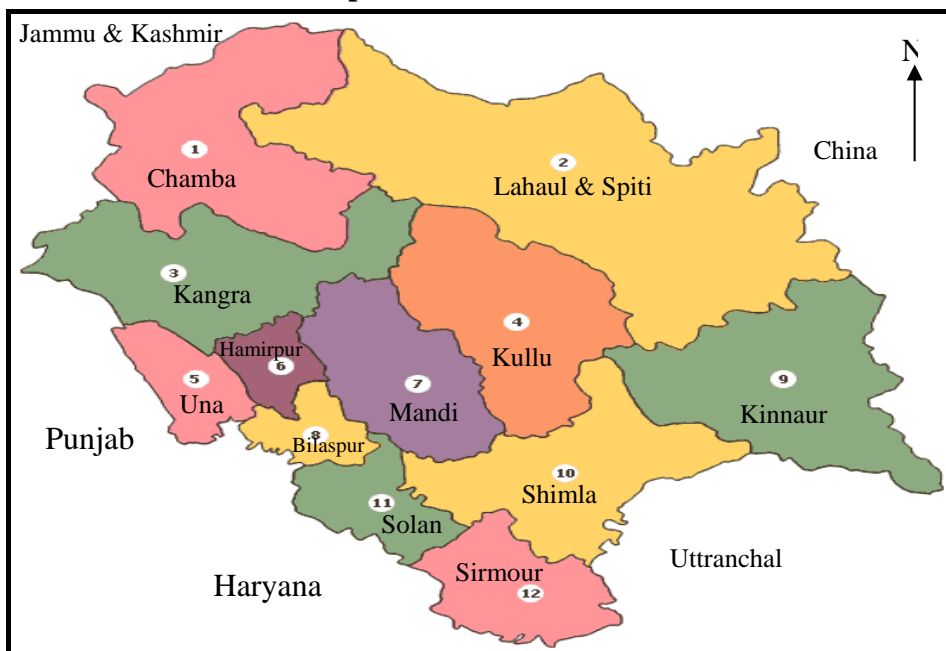 Jammu & Kashmir
N
1
Chamba
2
Lahaul & Spiti
China
3
Kangra
4
Kullu
Hamirpur
6
5
Una
7
Mandi
9
Kinnaur
Punjab
8
Bilaspur
10
Shimla
11
Solan
Uttranchal
Haryana
Sirmour
12